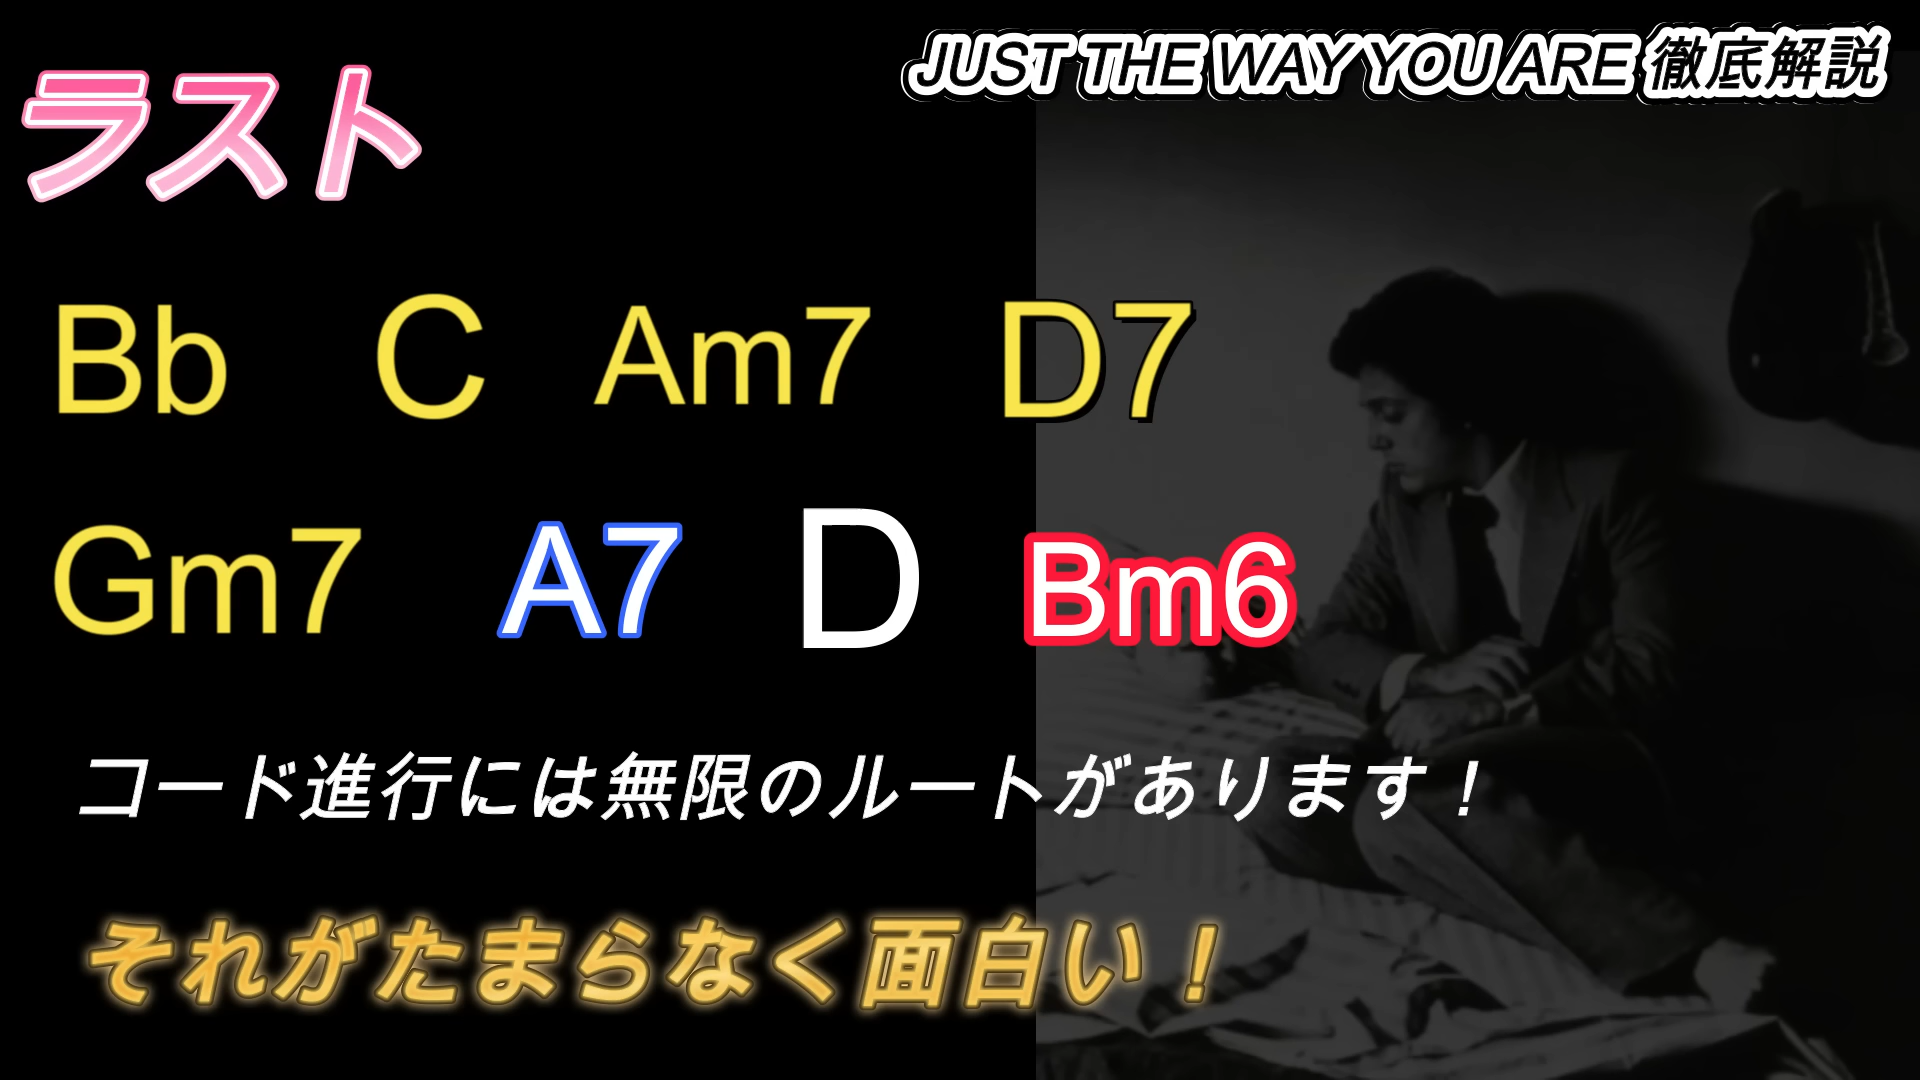 JUST THE WAY YOU ARE 徹底解説
ラスト
Bb C Am7 D7
Gm7 A7 D Bm6
コード進行には無限のルートがあります！
それがたまらなく面白い！